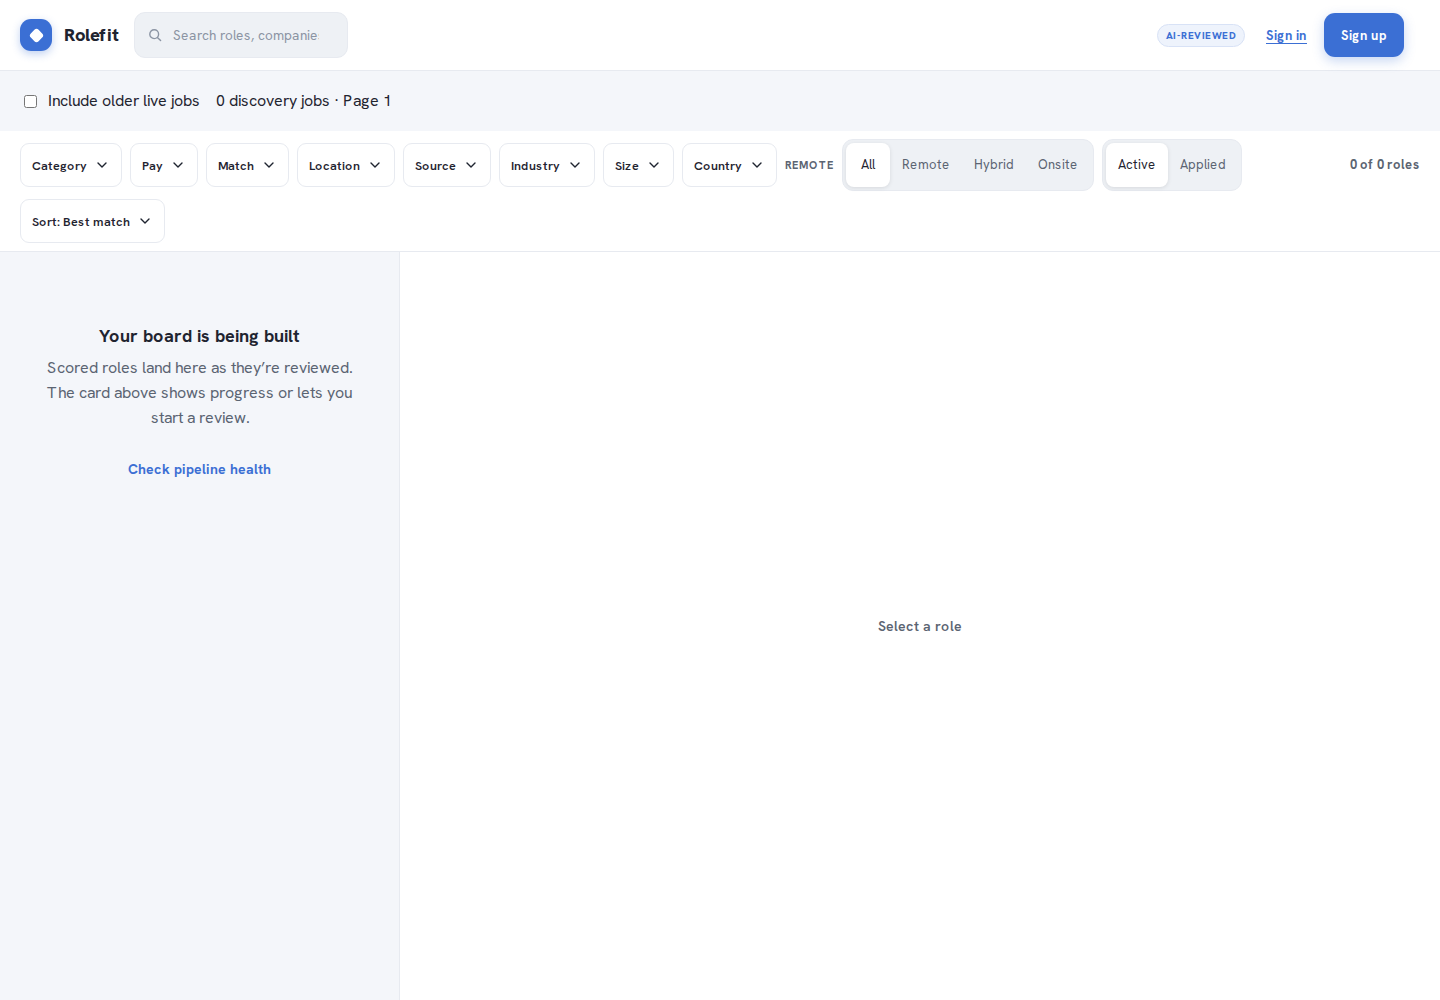 Rolefit
Search roles, companie
AI-REVIEWED
Sign in
Sign up
Include older live jobs
0 discovery jobs · Page 1
Category
Pay
Match
Location
Source
Industry
Size
Country
REMOTE
All
Remote
Hybrid
Onsite
Active
Applied
0 of 0 roles
Sort: Best match
Your board is being built
Scored roles land here as they’re reviewed.
The card above shows progress or lets you
start a review.
Check pipeline health
Select a role